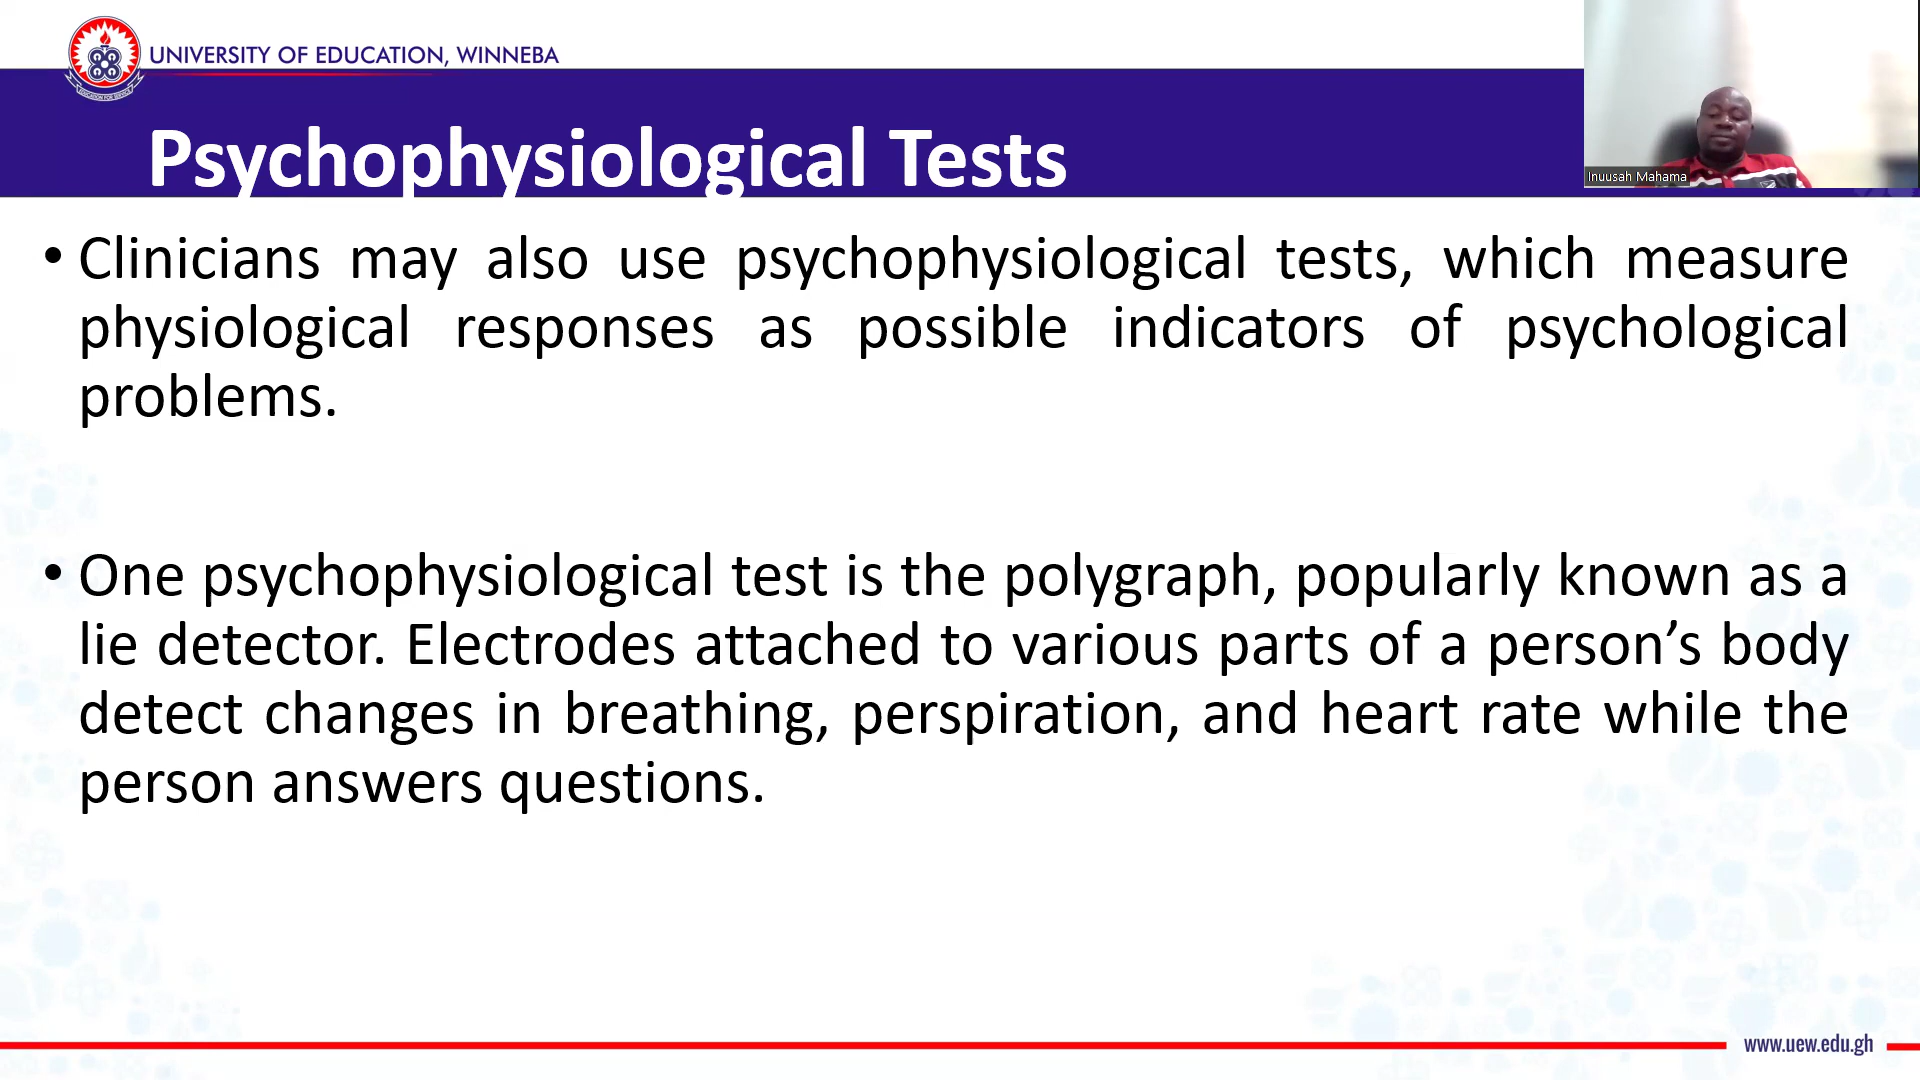 UNIVERSITY OF EDUCATION, WINNEBA
Psychophysiological Tests
Inuusah Mahama
• Clinicians may also use psychophysiological tests, which measure
physiological responses as possible indicators of psychological
problems.
• One psychophysiological test is the polygraph, popularly known as a
lie detector. Electrodes attached to various parts of a person’s body
detect changes in breathing, perspiration, and heart rate while the
person answers questions.
www.uew.edu.gh